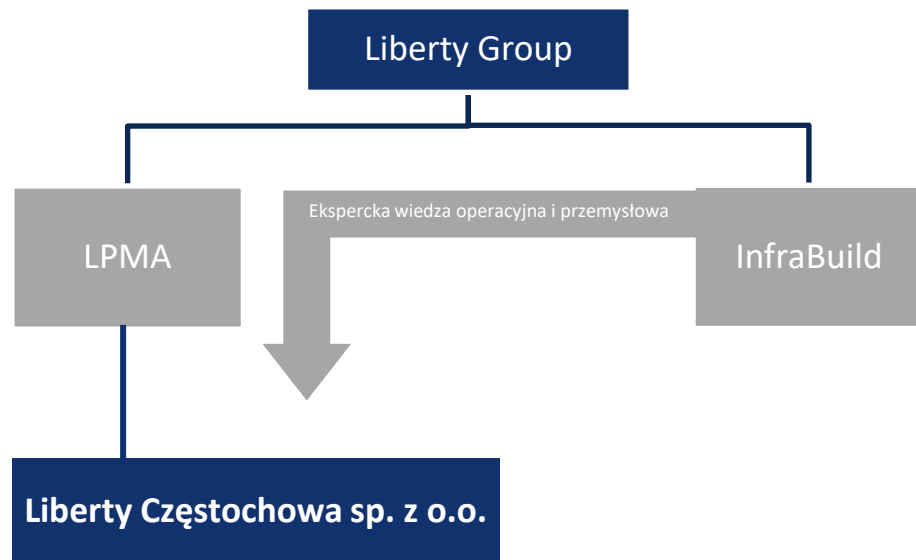 Liberty Group
Ekspercka wiedza operacyjna i przemysłowa
LPMA
InfraBuild
Liberty Częstochowa sp. z o.o.